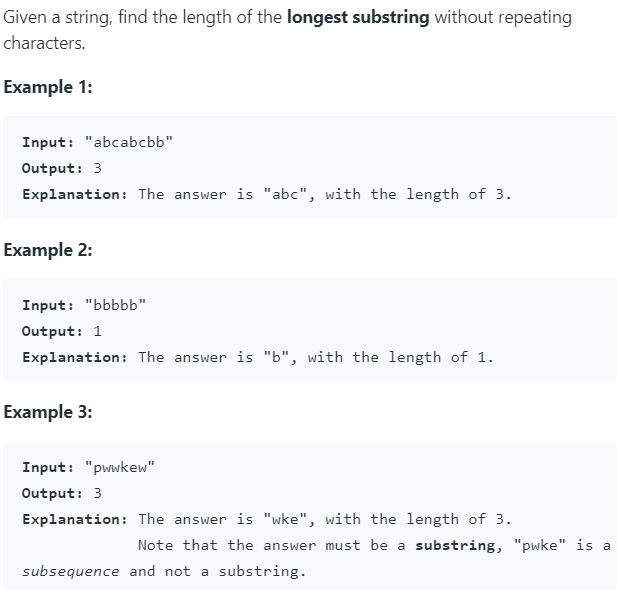 Given a string, find the length of the longest substring without repeating
characters.
Example 1:
Input: "abcabcbb"
Output: 3
Explanation: The answer is "abc", with the length of 3.
Example 2:
Input: "bbbbb"
Output: 1
Explanation: The answer is "b", with the length of 1.
Example 3:
Input: "pwwkew"
Output: 3
Explanation: The answer is "wke", with the length of 3.
Note that the answer must be a substring, "pwke" is a
subsequence and not a substring.